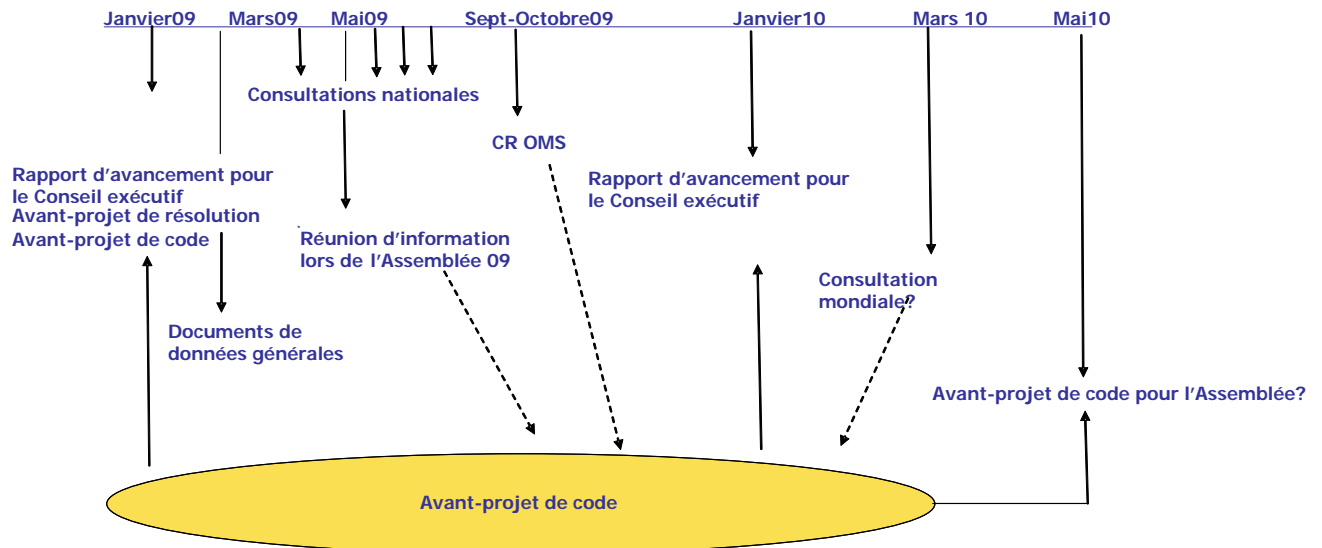 Janvier09 Mars09 Mai09 Sept-Octobre09 Janvier10 Mars 10 Mai10
Consultations nationales
CR OMS
Rapport d'avancement pour
le Conseil exécutif
Avant-projet de résolution
Avant-projet de code
Rapport d'avancement pour
le Conseil exécutif
Réunion d'information
lors de l'Assemblée 09
Consultation
mondiale?
Documents de
données générales
Avant-projet de code pour l'Assemblée?
Avant-projet de code